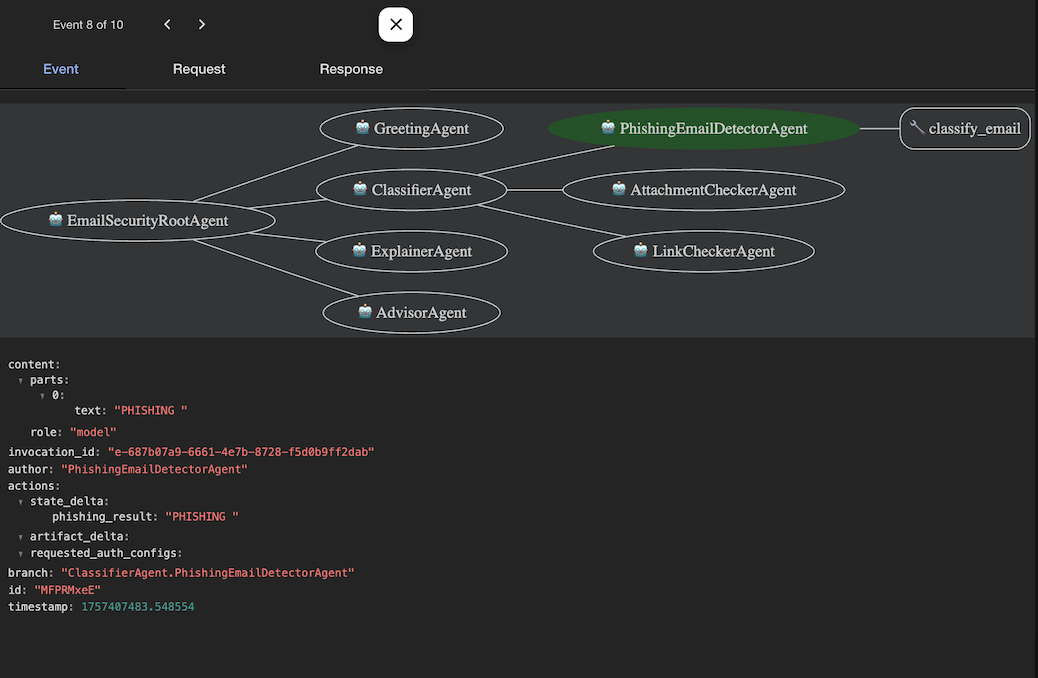 Event 8 of 10
Event
Request
Response
GreetingAgent
PhishingEmailDetectorAgent
classify_email
ClassifierAgent
AttachmentCheckerAgent
EmailSecurityRootAgent
ExplainerAgent
LinkCheckerAgent
AdvisorAgent
content:
parts:
0:
text: "PHISHING "
role: "model"
invocation_id: "e-687b07a9-6661-4e7b-8728-f5d0b9ff2dab"
author: "PhishingEmailDetectorAgent"
actions:
state_delta:
phishing_result: "PHISHING "
artifact_delta:
requested_auth_configs:
branch: "ClassifierAgent.PhishingEmailDetectorAgent"
id: "MFPRMxeE"
timestamp: 1757407483.548554